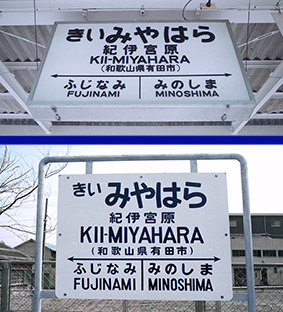 きいみやはら
紀伊宮原
KII-MIYAHARA
(和歌山県有田市)
ふじなみ みのしま
FUJINAMI MINOSHIMA
きい みやはら
紀伊宮原
KII-MIYAHARA
(和歌山県有田市)
ふじなみ みのしま
FUJINAMI MINOSHIMA